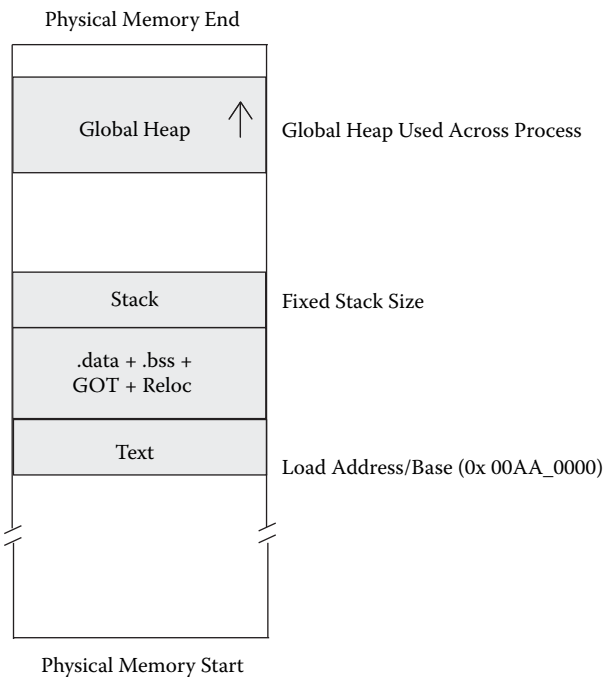 Physical Memory End
Global Heap
Global Heap Used Across Process
Stack
Fixed Stack Size
.data + .bss +
GOT + Reloc
Text
Load Address/Base (0x 00AA_0000)
Physical Memory Start